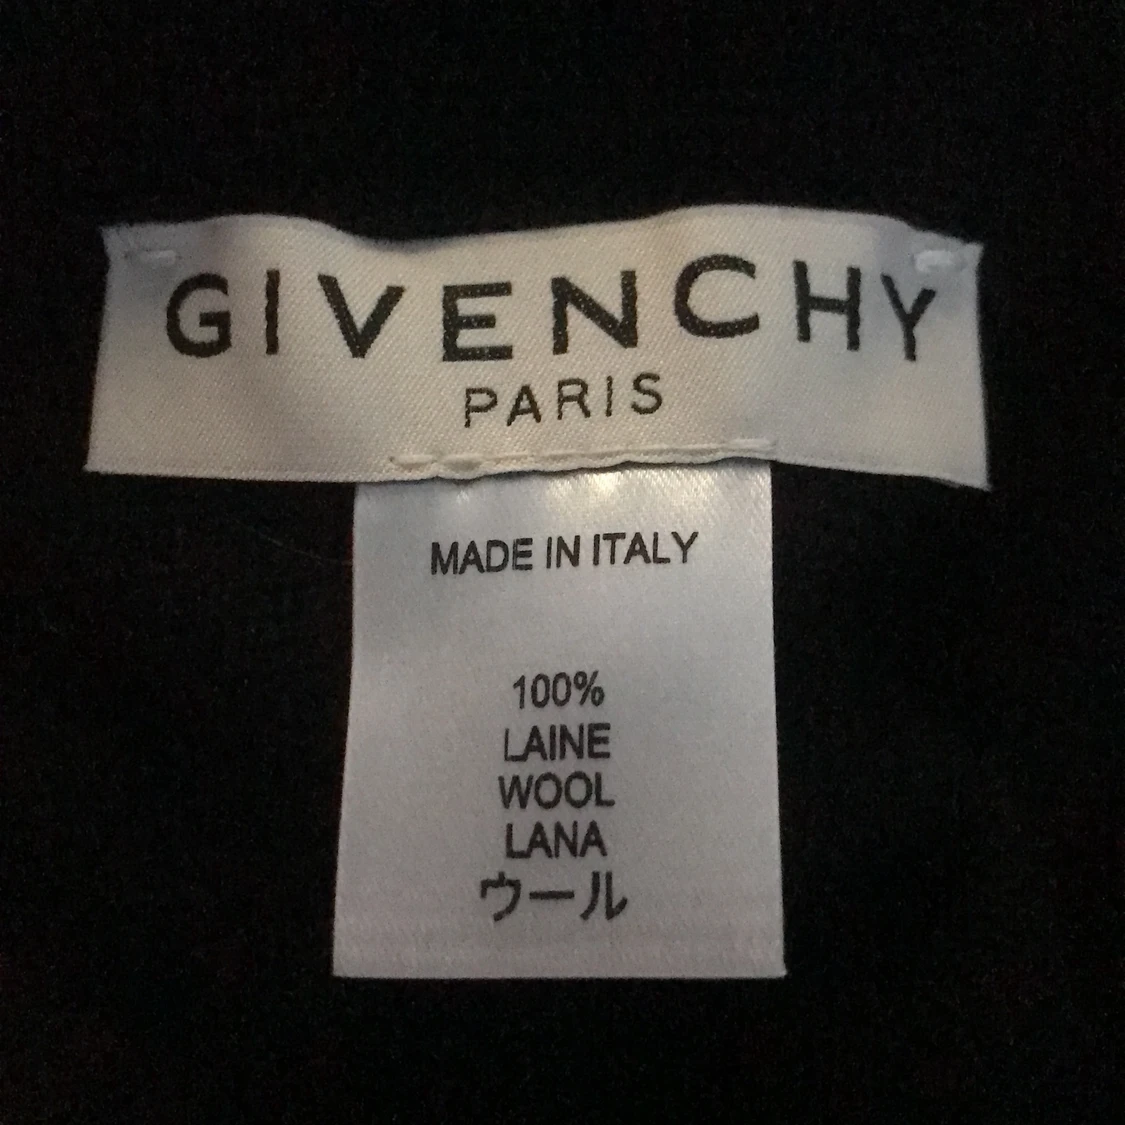 GIVENCHY
PARIS
MADE IN ITALY
100%
LAINE
WOOL
LANA
ウール